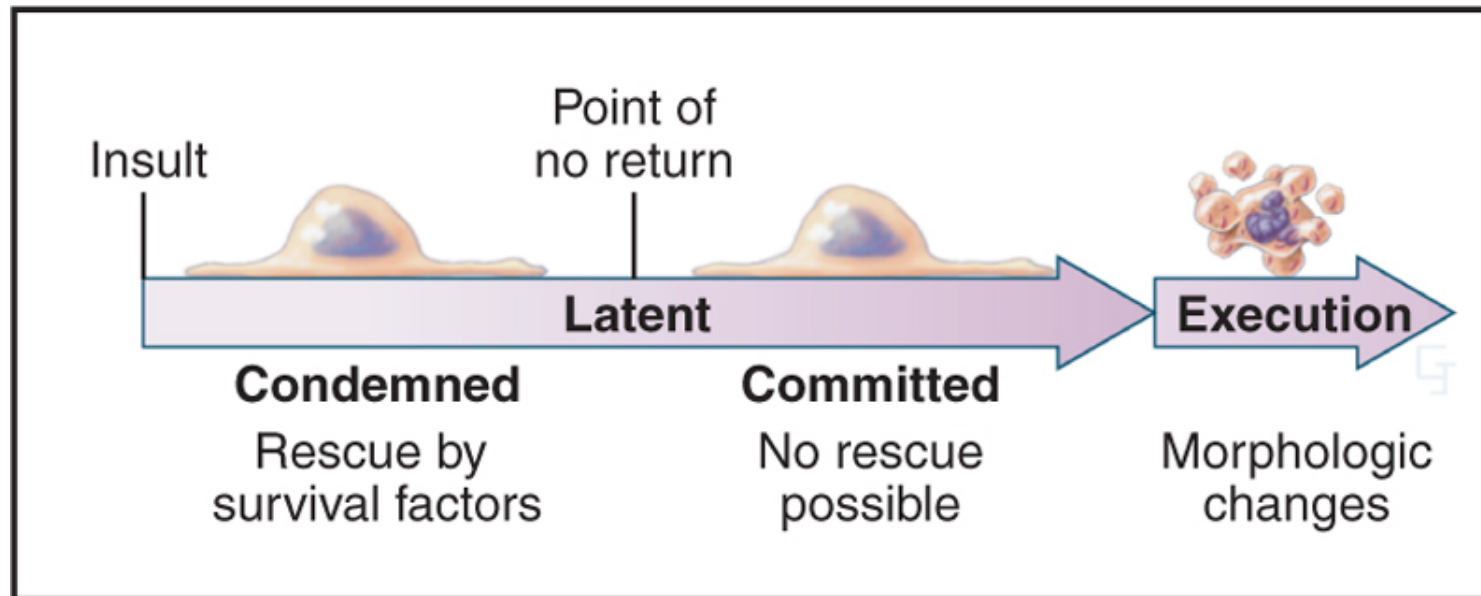 Insult
Point of
no return
Latent
Execution
Condemned
Rescue by
survival factors
Committed
No rescue
possible
Morphologic
changes